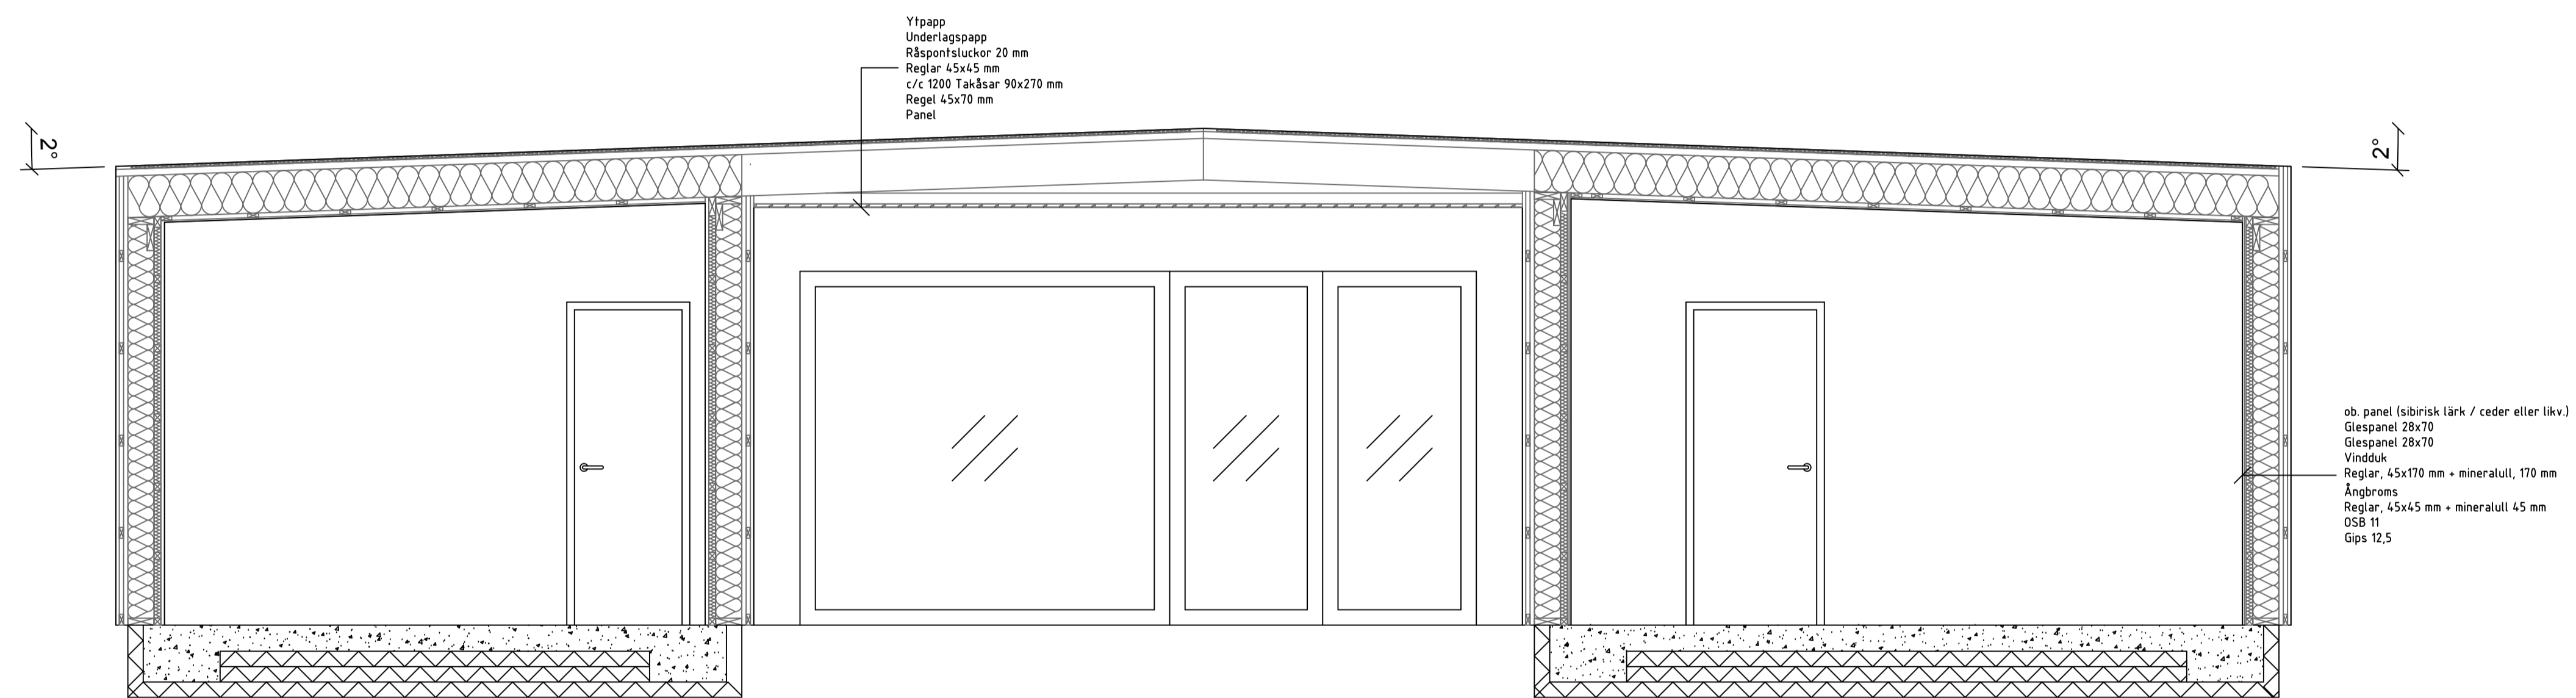 Ytpapp
Underlagspapp
Råspontsluckor 20 mm
Reglar 45x45 mm
c/c 1200 Takåsar 90x270 mm
Regel 45x70 mm
Panel
2°
2°
ob. panel (sibirisk lärk / ceder eller likv.)
Glespanel 28x70
Glespanel 28x70
Vindduk
Reglar, 45x170 mm + mineralull, 170 mm
Ångbroms
Reglar, 45x45 mm + mineralull 45 mm
OSB 11
Gips 12,5